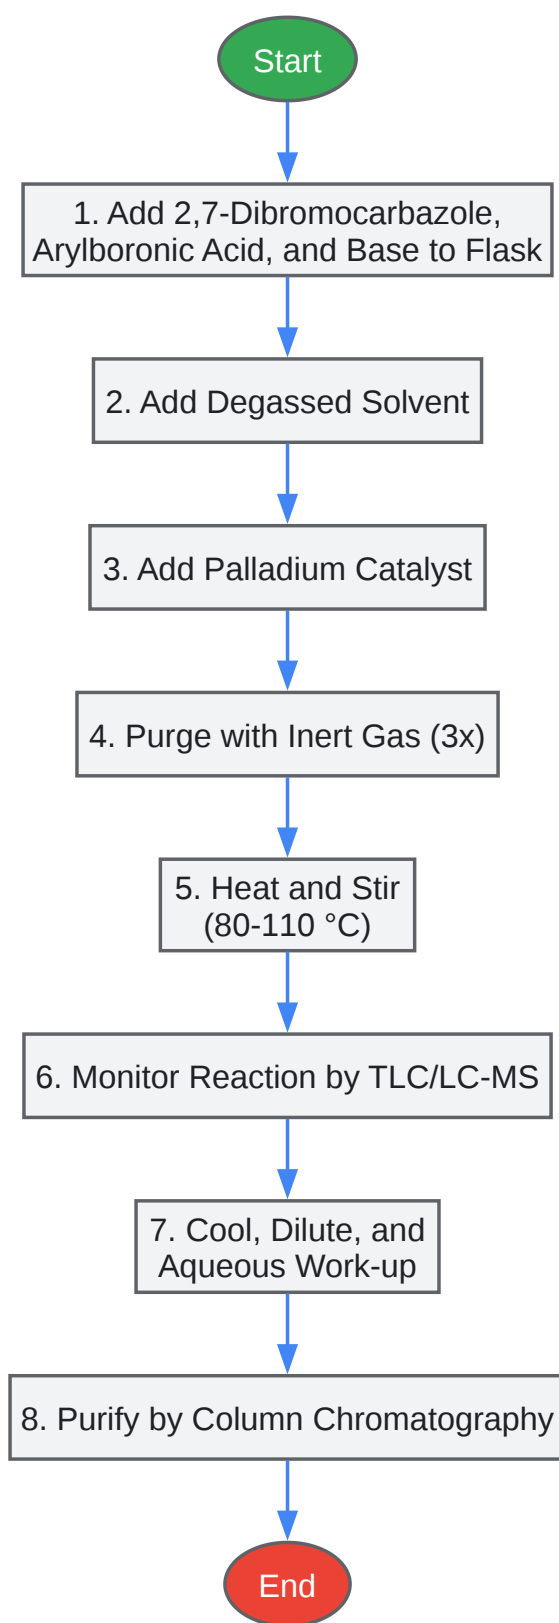 Start
1. Add 2,7-Dibromocarbazole,
Arylboronic Acid, and Base to Flask
2. Add Degassed Solvent
3. Add Palladium Catalyst
4. Purge with Inert Gas (3x)
5. Heat and Stir
(80-110 °C)
6. Monitor Reaction by TLC/LC-MS
7. Cool, Dilute, and
Aqueous Work-up
8. Purify by Column Chromatography
End